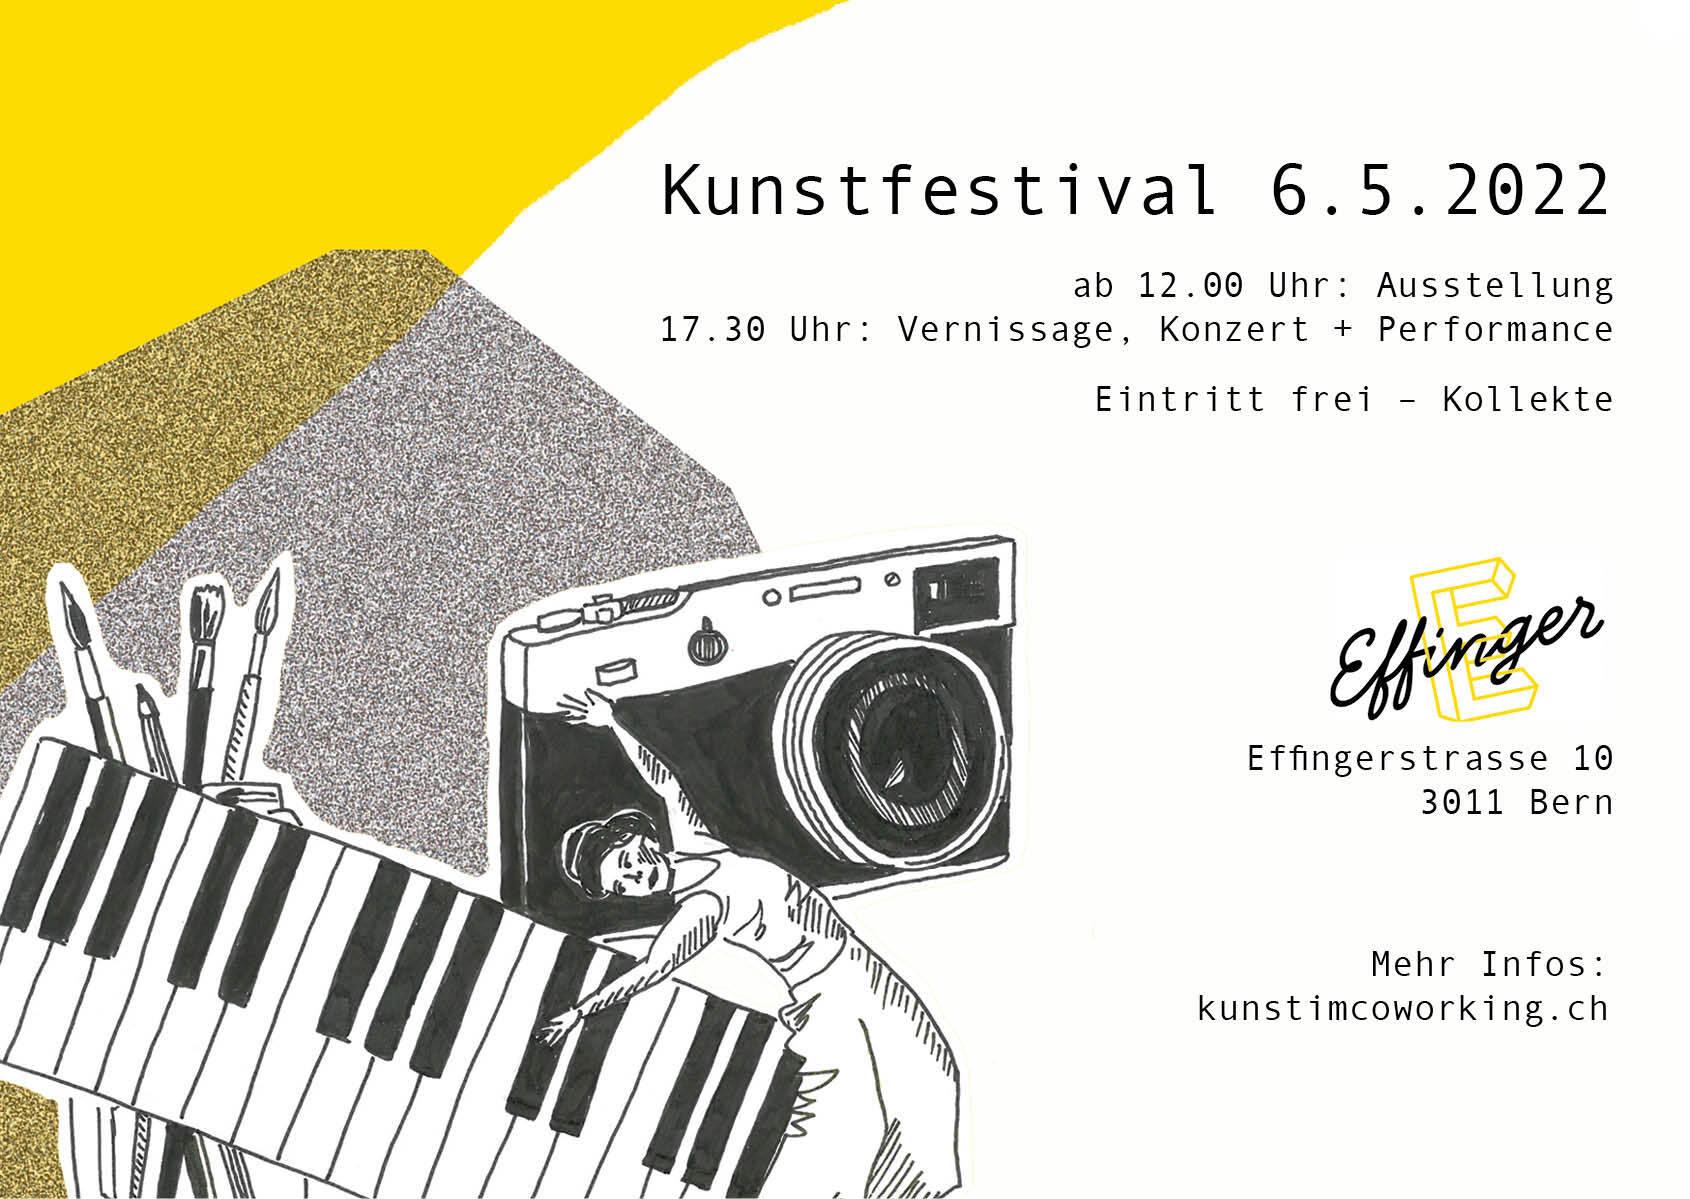 Kunstfestival 6.5.2022
ab 12.00 Uhr: Ausstellung
17.30 Uhr: Vernissage, Konzert + Performance
Eintritt frei – Kollekte
Effinger
Effingerstrasse 10
3011 Bern
Mehr Infos:
kunstimcoworking.ch